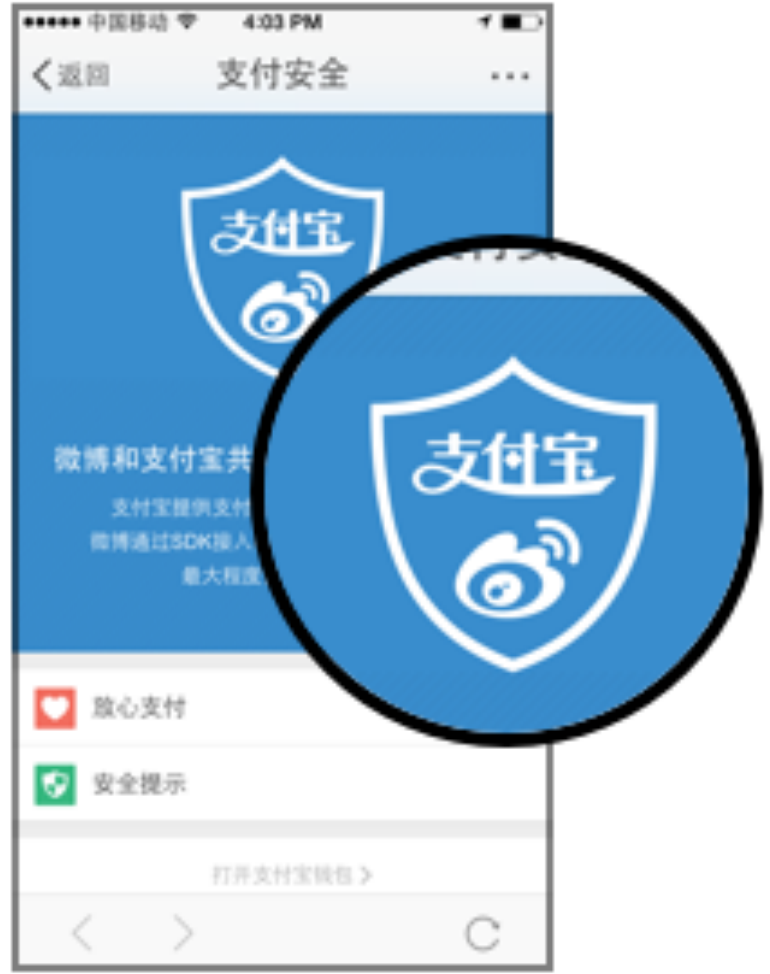 中国移动 4:03 PM
返回 支付安全 ...
支付宝
微博和支付宝共
支付宝提供支付
微博通过SDK接入
最大程度
支付宝
放心支付
安全提示
打开支付宝钱包